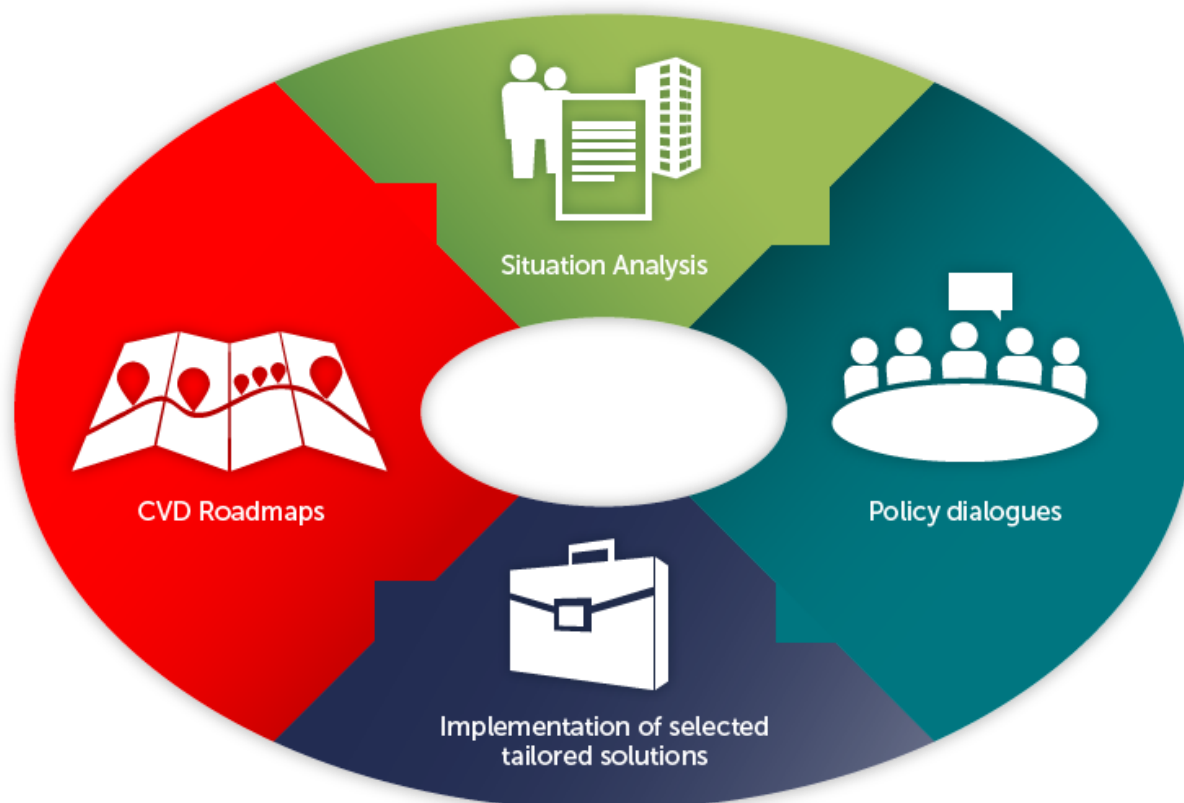 Situation Analysis
CVD Roadmaps
Policy dialogues
Implementation of selected
tailored solutions